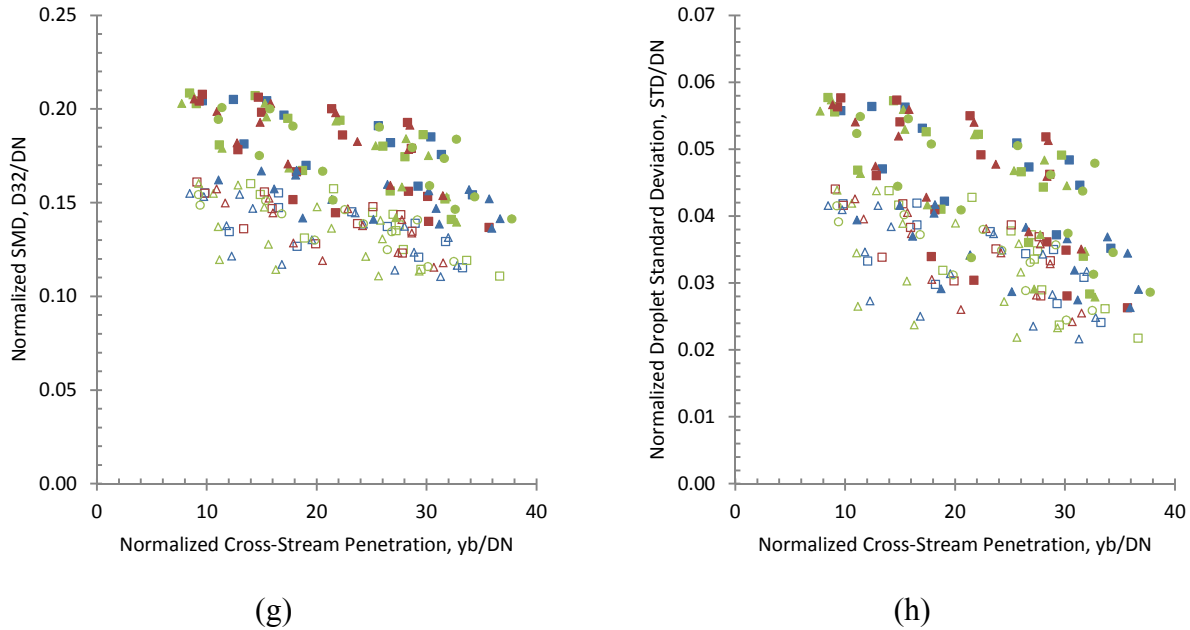 0.25
0.20
0.15
0.10
0.05
0.00
Normalized SMD, D32/DN
0 10 20 30 40
Normalized Cross-Stream Penetration, yb/DN
(g)
0.07
0.06
0.05
0.04
0.03
0.02
0.01
0.00
Normalized Droplet Standard Deviation, STD/DN
0 10 20 30 40
Normalized Cross-Stream Penetration, yb/DN
(h)